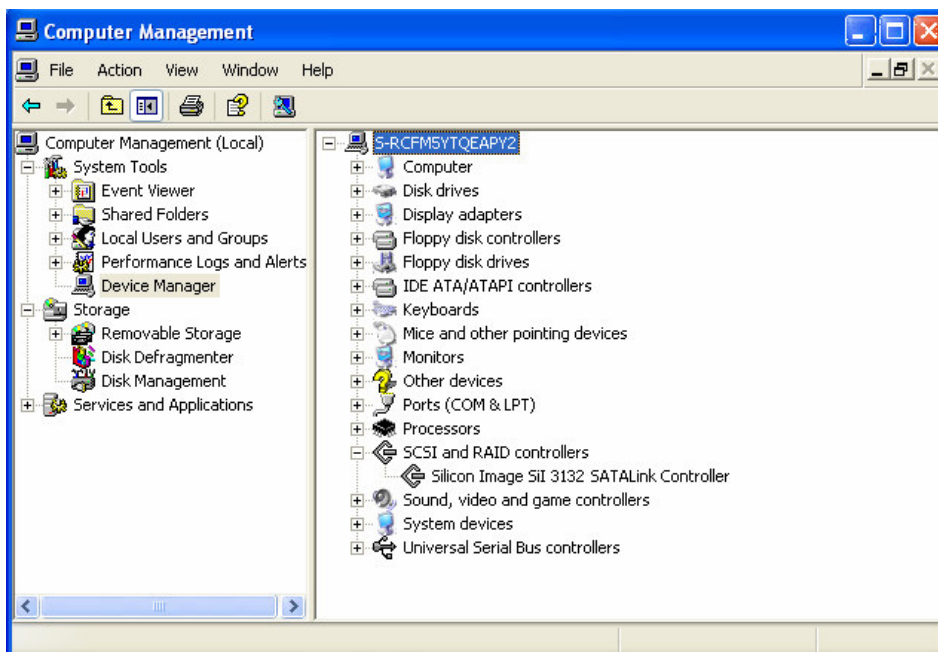 Computer Management
File Action View Window Help
Computer Management (Local)
System Tools
Event Viewer
Shared Folders
Local Users and Groups
Performance Logs and Alerts
Device Manager
Storage
Removable Storage
Disk Defragmenter
Disk Management
Services and Applications
S-RCFM5YTQEAPY2
Computer
Disk drives
Display adapters
Floppy disk controllers
Floppy disk drives
IDE ATA/ATAPI controllers
Keyboards
Mice and other pointing devices
Monitors
Other devices
Ports (COM & LPT)
Processors
SCSI and RAID controllers
Silicon Image SiI 3132 SATALink Controller
Sound, video and game controllers
System devices
Universal Serial Bus controllers